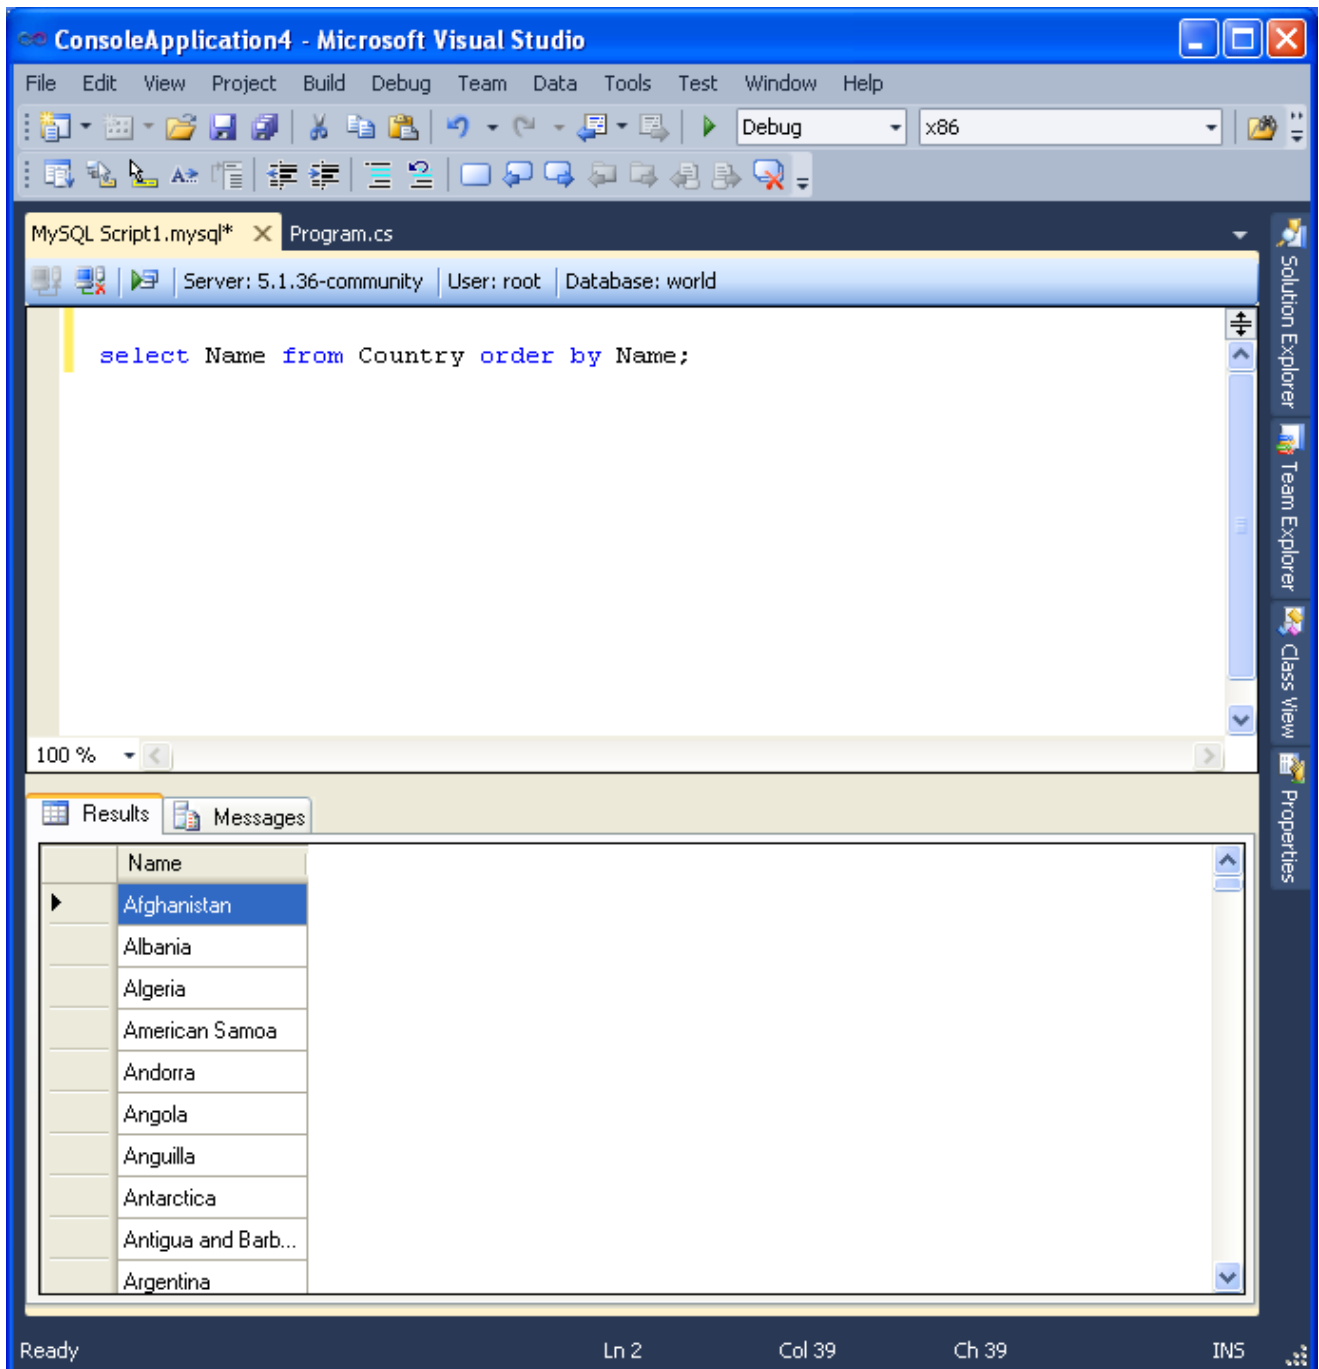 ConsoleApplication4 - Microsoft Visual Studio
File Edit View Project Build Debug Team Data Tools Test Window Help
Debug x86
MySQL Script1.mysql* Program.cs
Server: 5.1.36-community User: root Database: world
select Name from Country order by Name;
100 %
Results Messages
Name
Afghanistan
Albania
Algeria
American Samoa
Andorra
Angola
Anguilla
Antarctica
Antigua and Barb...
Argentina
Solution Explorer
Team Explorer
Class View
Properties
Ready Ln 2 Col 39 Ch 39 INS